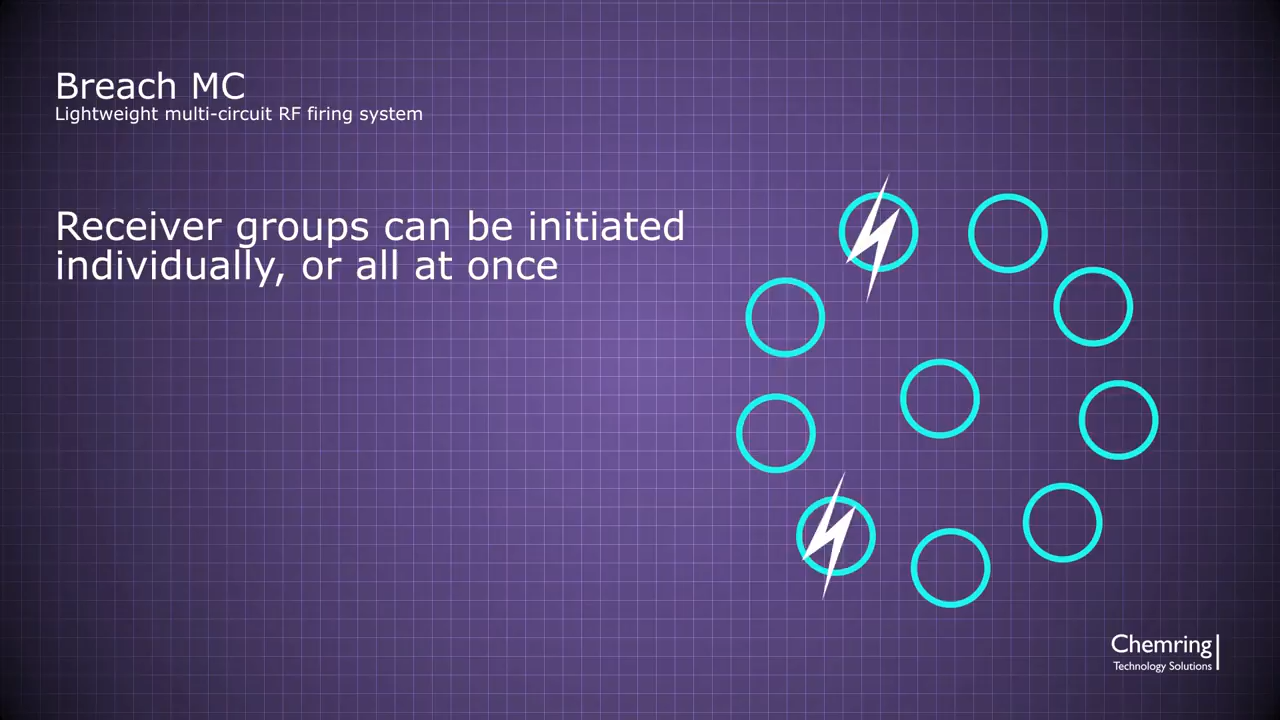 Breach MC
Lightweight multi-circuit RF firing system
Receiver groups can be initiated
individually, or all at once
Chemring
Technology Solutions